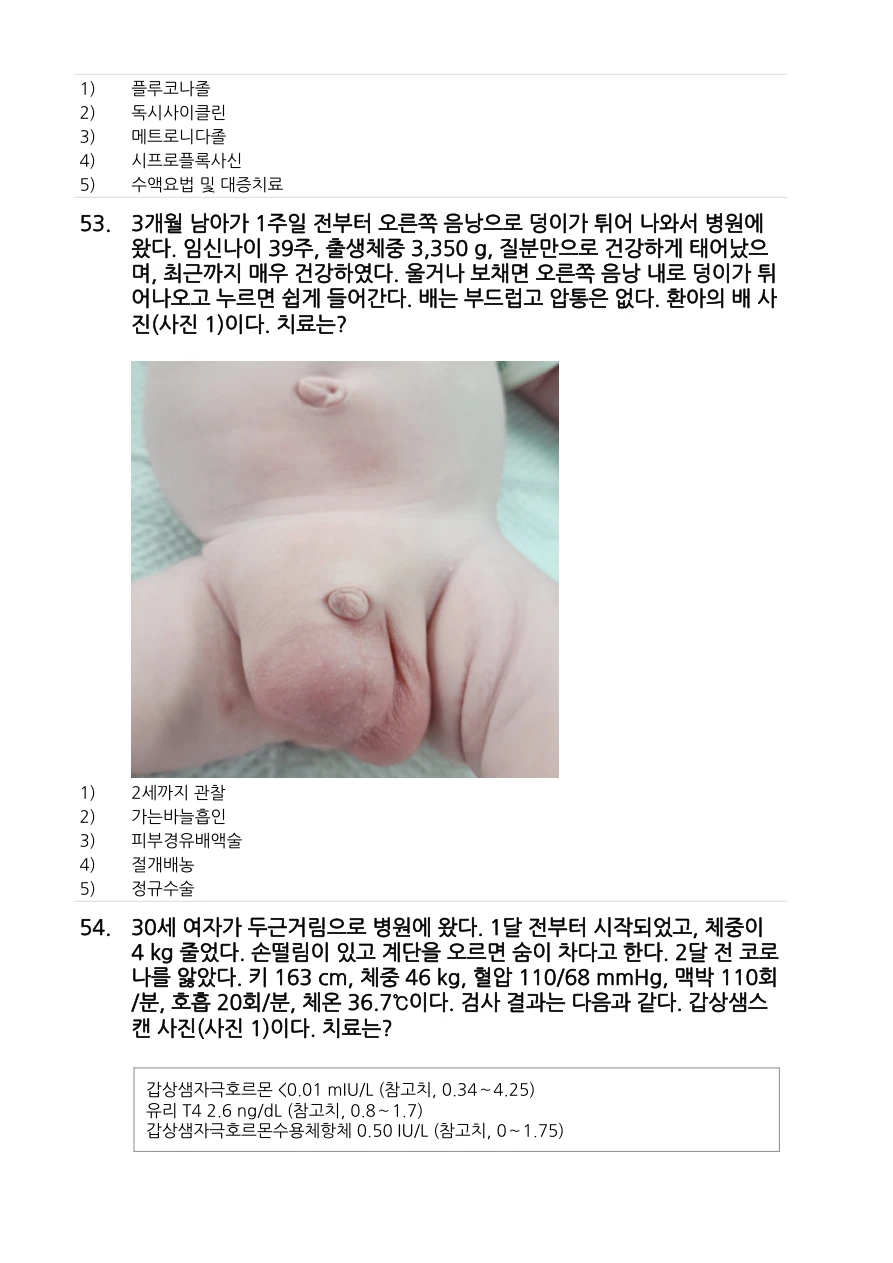 1) 플루코나졸
2) 독시사이클린
3) 메트로니다졸
4) 시프로플록사신
5) 수액요법 및 대증치료
53. 3개월 남아가 1주일 전부터 오른쪽 음낭으로 덩이가 튀어 나와서 병원에
왔다. 임신나이 39주, 출생체중 3,350 g, 질분만으로 건강하게 태어났으
며, 최근까지 매우 건강하였다. 울거나 보채면 오른쪽 음낭 내로 덩이가 튀
어나오고 누르면 쉽게 들어간다. 배는 부드럽고 압통은 없다. 환아의 배 사
진(사진 1)이다. 치료는?
1) 2세까지 관찰
2) 가는바늘흡인
3) 피부경유배액술
4) 절개배농
5) 정규수술
54. 30세 여자가 두근거림으로 병원에 왔다. 1달 전부터 시작되었고, 체중이
4 kg 줄었다. 손떨림이 있고 계단을 오르면 숨이 차다고 한다. 2달 전 코로
나를 앓았다. 키 163 cm, 체중 46 kg, 혈압 110/68 mmHg, 맥박 110회
/분, 호흡 20회/분, 체온 36.7℃이다. 검사 결과는 다음과 같다. 갑상샘스
캔 사진(사진 1)이다. 치료는?
갑상샘자극호르몬 <0.01 mIU/L (참고치, 0.34~4.25)
유리 T4 2.6 ng/dL (참고치, 0.8~1.7)
갑상샘자극호르몬수용체항체 0.50 IU/L (참고치, 0~1.75)